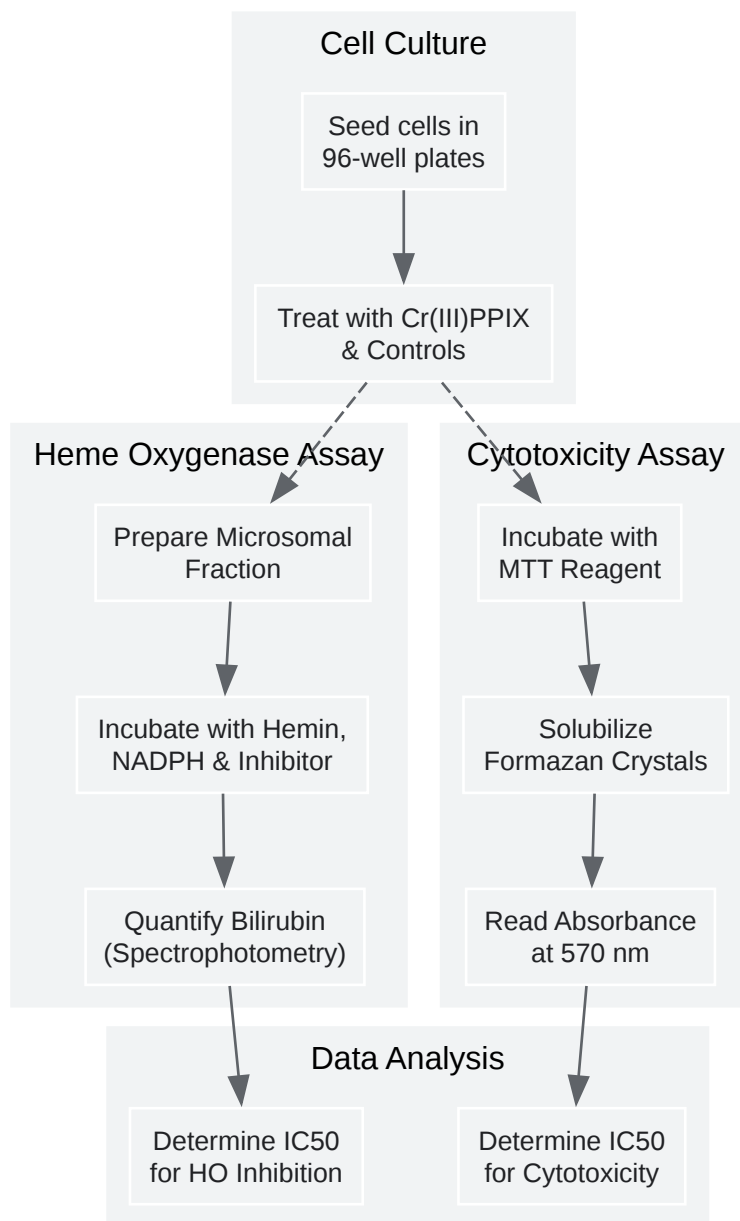 Cell Culture
Seed cells in
96-well plates
Treat with Cr(III)PPIX
& Controls
Heme Oxygenase Assay
Prepare Microsomal
Fraction
Incubate with Hemin,
NADPH & Inhibitor
Quantify Bilirubin
(Spectrophotometry)
Cytotoxicity Assay
Incubate with
MTT Reagent
Solubilize
Formazan Crystals
Read Absorbance
at 570 nm
Data Analysis
Determine IC50
for HO Inhibition
Determine IC50
for Cytotoxicity